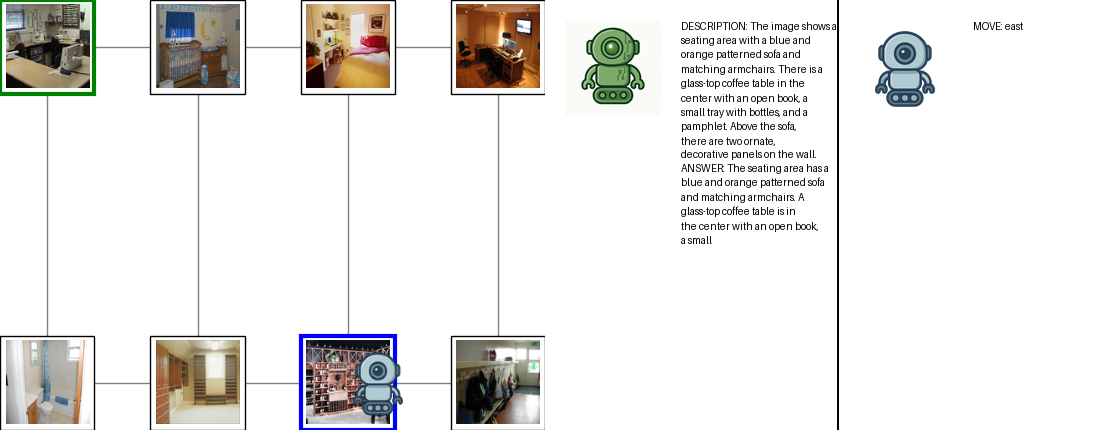 DESCRIPTION: The image shows a
seating area with a blue and
orange patterned sofa and
matching armchairs. There is a
glass-top coffee table in the
center with an open book, a
small tray with bottles, and a
pamphlet. Above the sofa,
there are two ornate,
decorative panels on the wall.
ANSWER: The seating area has a
blue and orange patterned sofa
and matching armchairs. A
glass-top coffee table is in
the center with an open book,
a small
MOVE: east